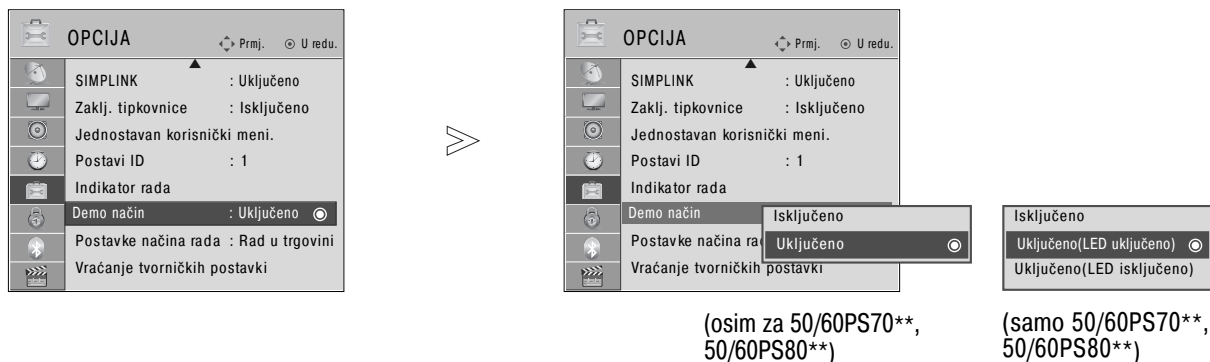 OPCIJA Prmj. U redu.
SIMPLINK : Uključeno
Zaklj. tipkovnice : Isključeno
Jednostavan korisnički meni.
Postavi ID : 1
Indikator rada
Demo način : Uključeno
Postavke načina rada : Rad u trgovini
Vraćanje tvorničkih postavki
OPCIJA Prmj. U redu.
SIMPLINK : Uključeno
Zaklj. tipkovnice : Isključeno
Jednostavan korisnički meni.
Postavi ID : 1
Indikator rada
Demo način
Postavke načina ra
Vraćanje tvorničkih postavki
Isključeno
Uključeno
(osim za 50/60PS70**,
50/60PS80**)
Isključeno
Uključeno(LED uključeno)
Uključeno(LED isključeno)
(samo 50/60PS70**,
50/60PS80**)